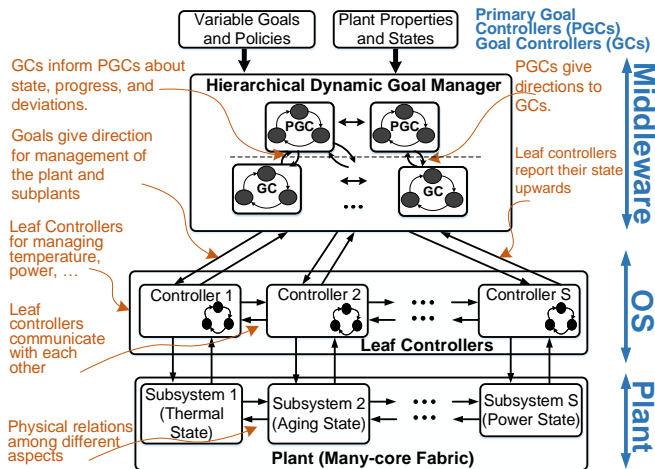 Variable Goals
and Policies
Plant Properties
and States
Primary Goal
Controllers (PGCs)
Goal Controllers (GCs)
GCs inform PGCs about
state, progress, and
deviations.
Hierarchical Dynamic Goal Manager
PGCs give
directions to
GCs.
PGC
PGC
GC
GC
...
Goals give direction
for management of
the plant and
subplants
Leaf controllers
report their state
upwards
Middleware
Leaf Controllers
for managing
temperature,
power, ...
Controller 1
Controller 2
...
...
Controller S
Leaf Controllers
OS
Leaf
controllers
communicate
with each
other
Subsystem 1
(Thermal
State)
Subsystem 2
(Aging State)
...
...
Subsystem S
(Power State)
Plant (Many-core Fabric)
Plant
Physical relations
among different
aspects